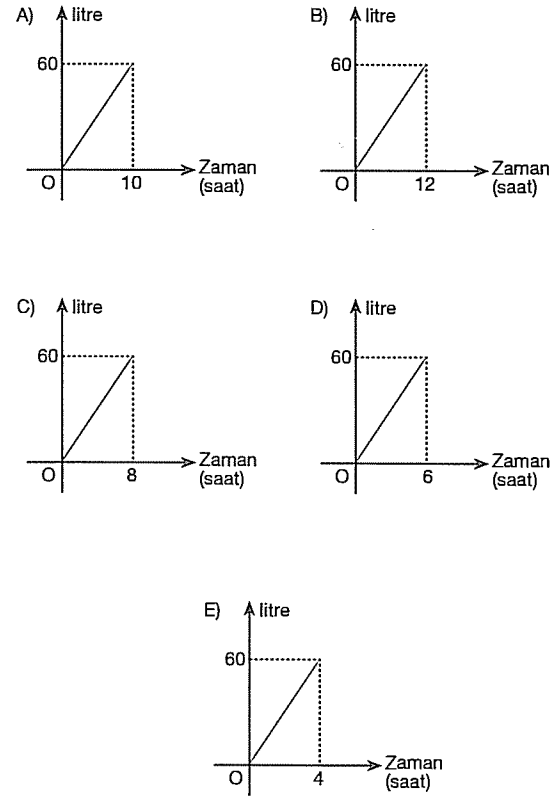 A) litre
60
O 10 Zaman
(saat)
B) litre
60
O 12 Zaman
(saat)
C) litre
60
O 8 Zaman
(saat)
D) litre
60
O 6 Zaman
(saat)
E) litre
60
O 4 Zaman
(saat)